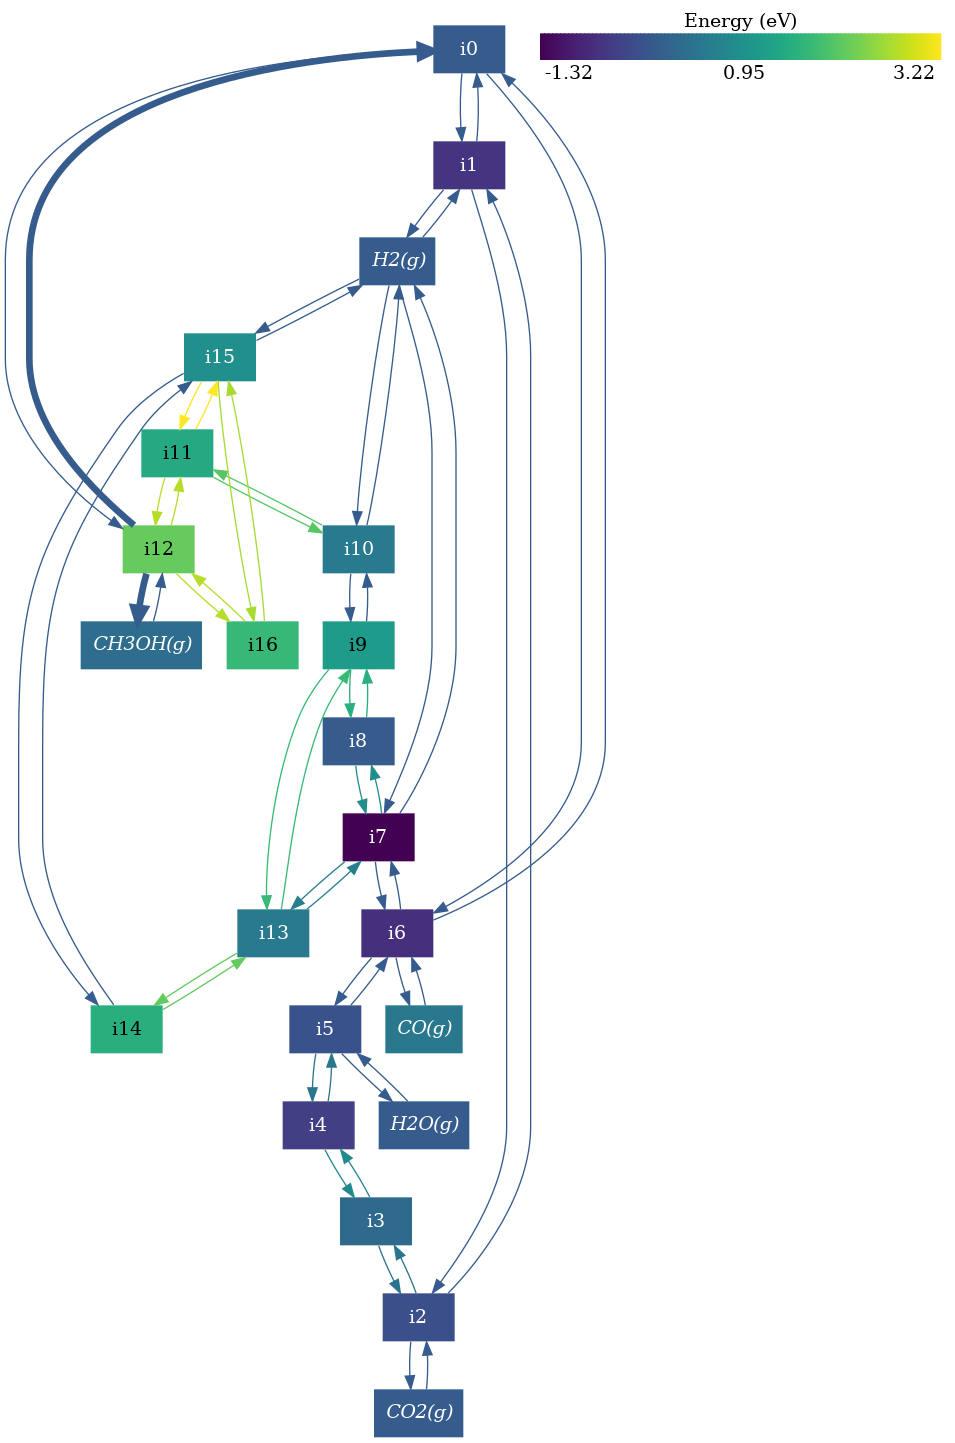 Energy (eV)
-1.32 0.95 3.22
i0
i1
H2(g)
i15
i11
i12 i10
CH3OH(g) i16 i9
i8
i7
i13 i6
i14 i5 CO(g)
i4 H2O(g)
i3
i2
CO2(g)